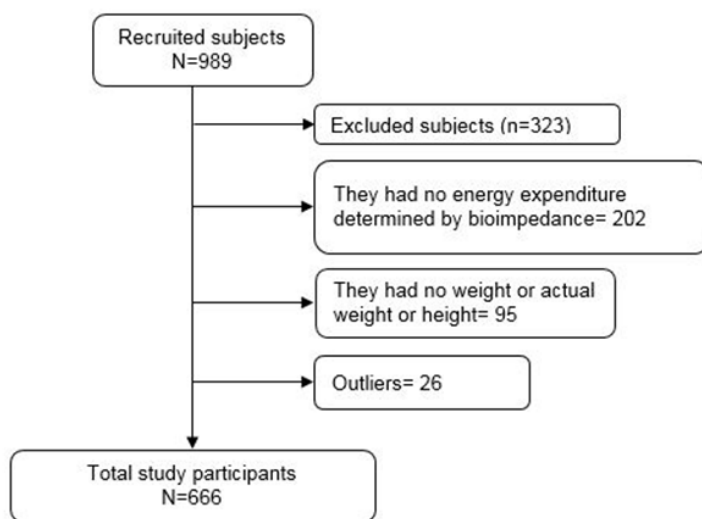 Recruited subjects
N=989
Excluded subjects (n=323)
They had no energy expenditure
determined by bioimpedance= 202
They had no weight or actual
weight or height= 95
Outliers= 26
Total study participants
N=666